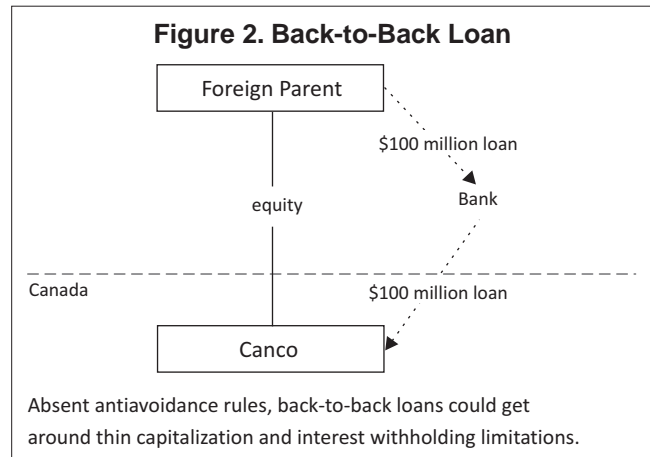 Figure 2. Back-to-Back Loan
Foreign Parent
$100 million loan
equity
Bank
Canada
$100 million loan
Canco
Absent antiavoidance rules, back-to-back loans could get
around thin capitalization and interest withholding limitations.